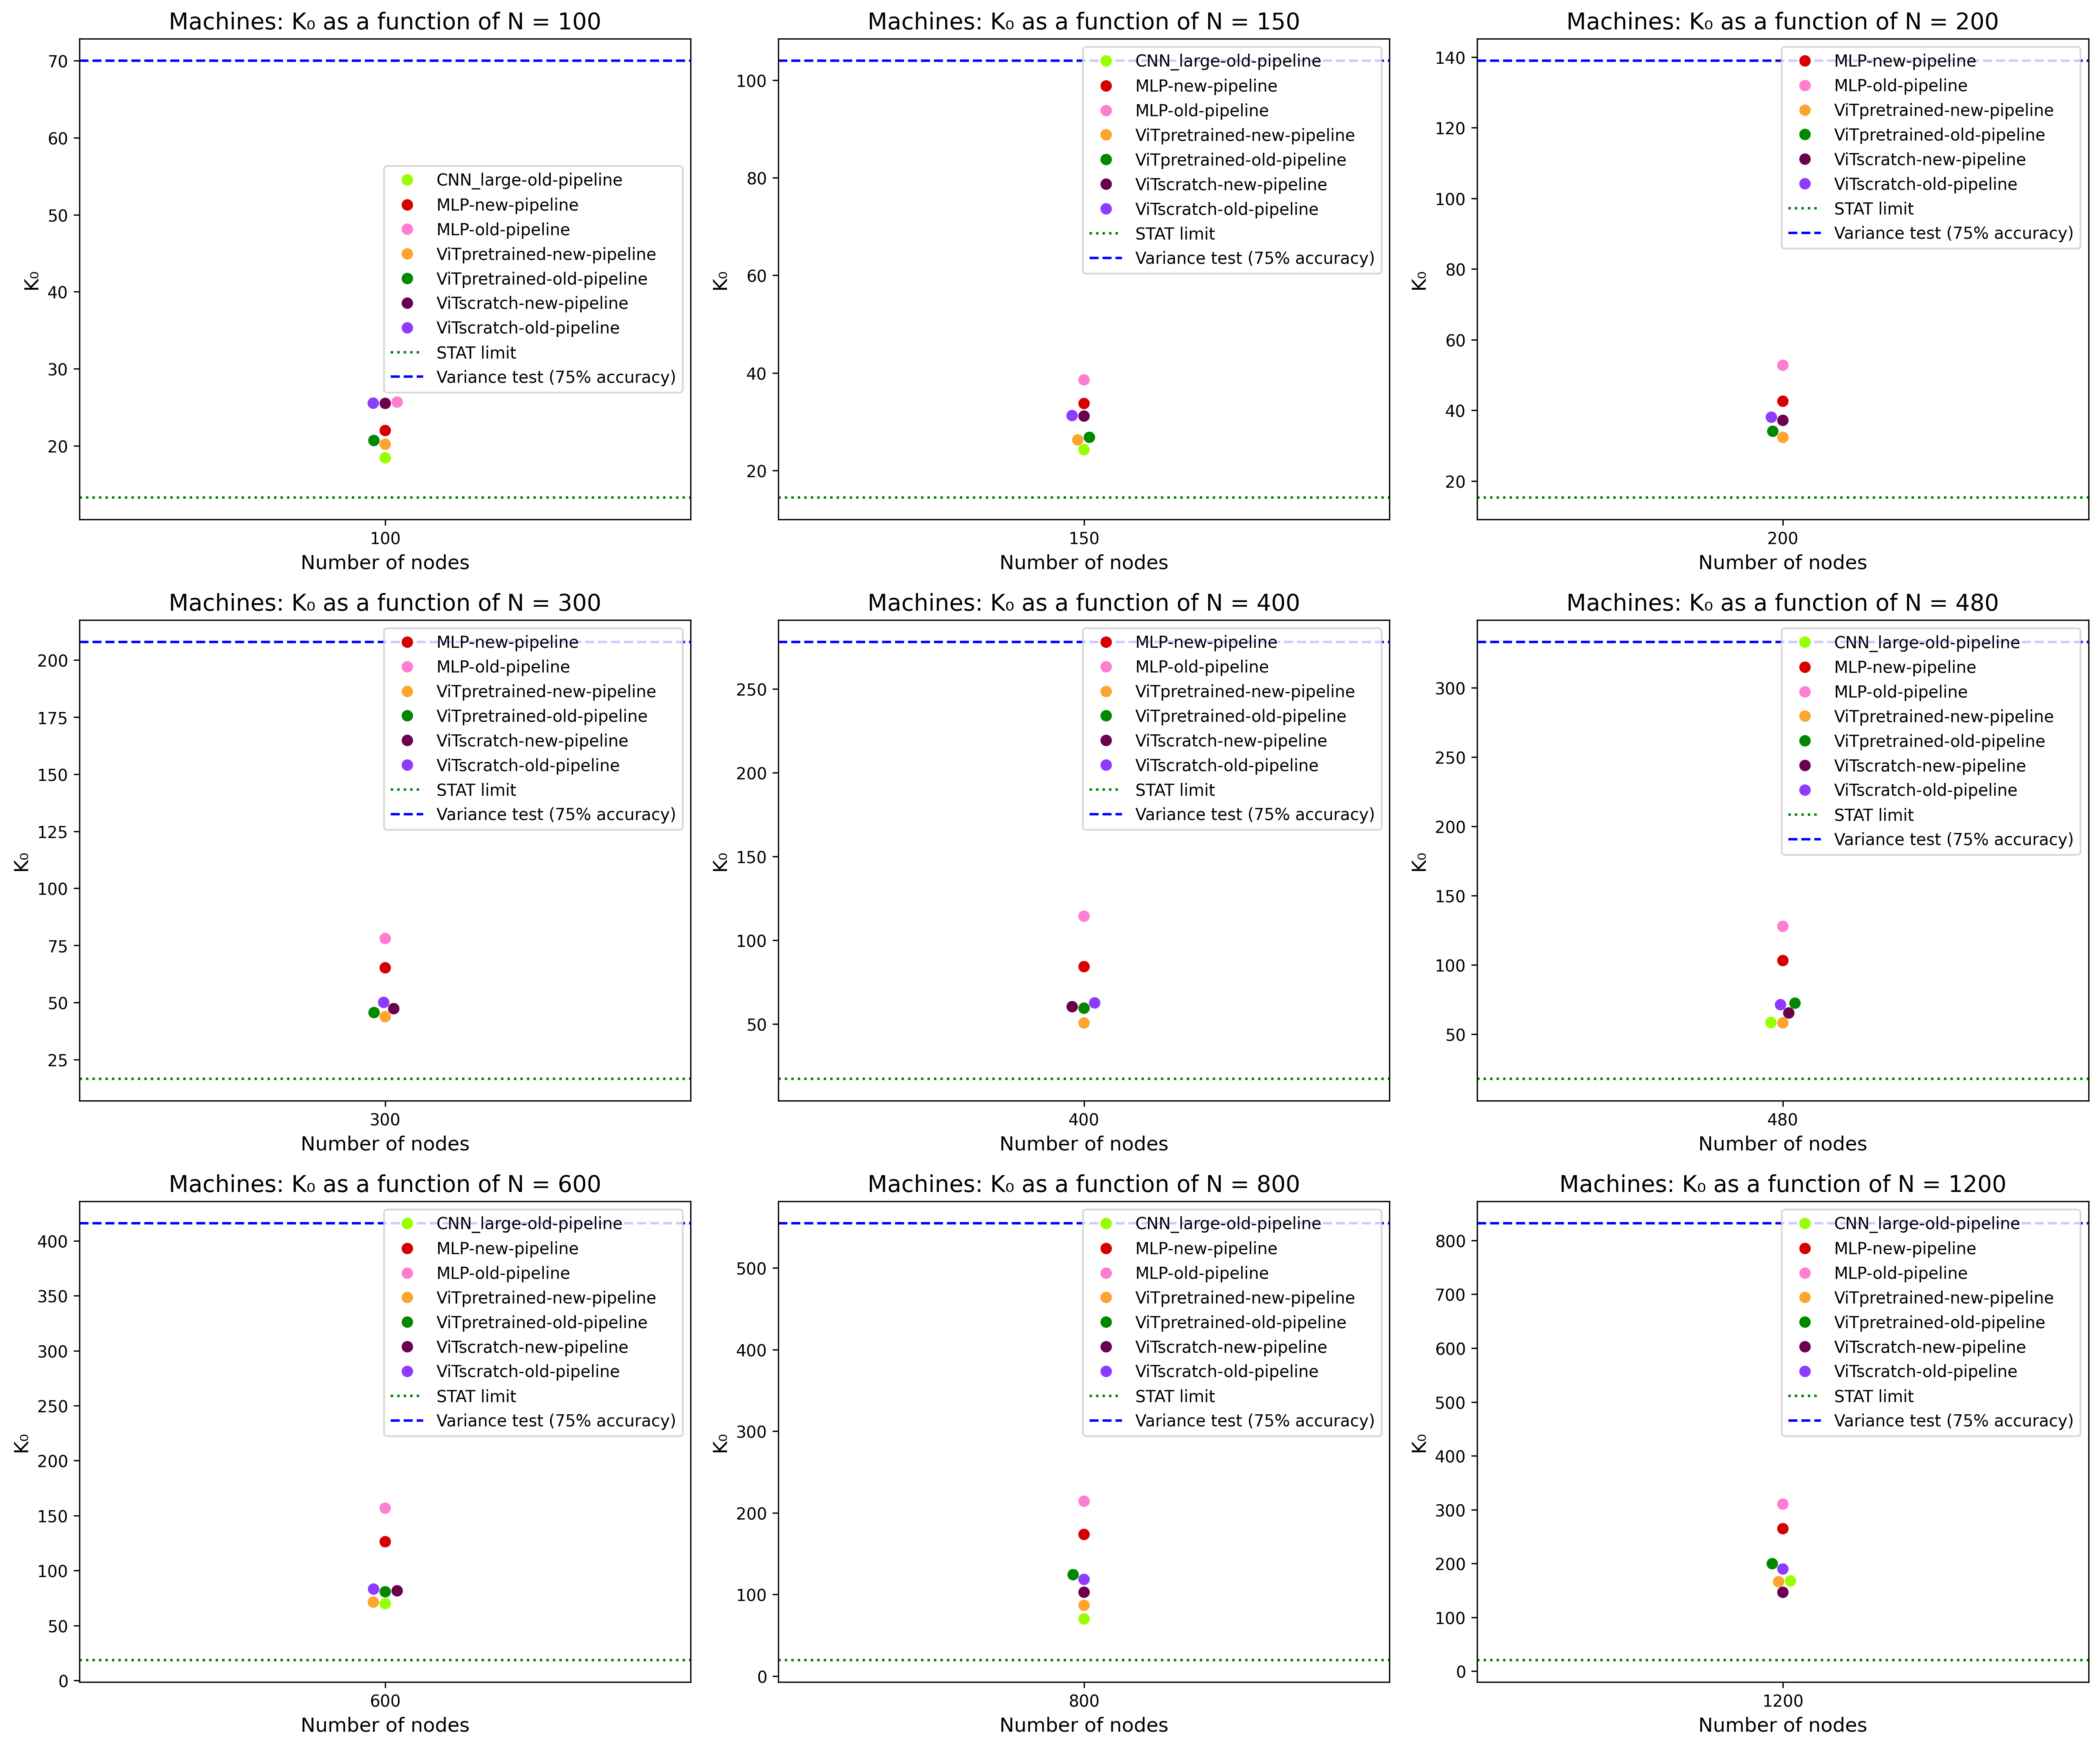 Machines: K₀ as a function of N = 100
70
60
50
40
30
20
K₀
CNN_large-old-pipeline
MLP-new-pipeline
MLP-old-pipeline
ViTpretrained-new-pipeline
ViTpretrained-old-pipeline
ViTscratch-new-pipeline
ViTscratch-old-pipeline
STAT limit
Variance test (75% accuracy)
100
Number of nodes
Machines: K₀ as a function of N = 150
100
80
60
40
20
K₀
CNN_large-old-pipeline
MLP-new-pipeline
MLP-old-pipeline
ViTpretrained-new-pipeline
ViTpretrained-old-pipeline
ViTscratch-new-pipeline
ViTscratch-old-pipeline
STAT limit
Variance test (75% accuracy)
150
Number of nodes
Machines: K₀ as a function of N = 200
140
120
100
80
60
40
20
K₀
MLP-new-pipeline
MLP-old-pipeline
ViTpretrained-new-pipeline
ViTpretrained-old-pipeline
ViTscratch-new-pipeline
ViTscratch-old-pipeline
STAT limit
Variance test (75% accuracy)
200
Number of nodes
Machines: K₀ as a function of N = 300
200
175
150
125
100
75
50
25
K₀
MLP-new-pipeline
MLP-old-pipeline
ViTpretrained-new-pipeline
ViTpretrained-old-pipeline
ViTscratch-new-pipeline
ViTscratch-old-pipeline
STAT limit
Variance test (75% accuracy)
300
Number of nodes
Machines: K₀ as a function of N = 400
250
200
150
100
50
K₀
MLP-new-pipeline
MLP-old-pipeline
ViTpretrained-new-pipeline
ViTpretrained-old-pipeline
ViTscratch-new-pipeline
ViTscratch-old-pipeline
STAT limit
Variance test (75% accuracy)
400
Number of nodes
Machines: K₀ as a function of N = 480
300
250
200
150
100
50
K₀
CNN_large-old-pipeline
MLP-new-pipeline
MLP-old-pipeline
ViTpretrained-new-pipeline
ViTpretrained-old-pipeline
ViTscratch-new-pipeline
ViTscratch-old-pipeline
STAT limit
Variance test (75% accuracy)
480
Number of nodes
Machines: K₀ as a function of N = 600
400
350
300
250
200
150
100
50
0
K₀
CNN_large-old-pipeline
MLP-new-pipeline
MLP-old-pipeline
ViTpretrained-new-pipeline
ViTpretrained-old-pipeline
ViTscratch-new-pipeline
ViTscratch-old-pipeline
STAT limit
Variance test (75% accuracy)
600
Number of nodes
Machines: K₀ as a function of N = 800
500
400
300
200
100
0
K₀
CNN_large-old-pipeline
MLP-new-pipeline
MLP-old-pipeline
ViTpretrained-new-pipeline
ViTpretrained-old-pipeline
ViTscratch-new-pipeline
ViTscratch-old-pipeline
STAT limit
Variance test (75% accuracy)
800
Number of nodes
Machines: K₀ as a function of N = 1200
800
700
600
500
400
300
200
100
0
K₀
CNN_large-old-pipeline
MLP-new-pipeline
MLP-old-pipeline
ViTpretrained-new-pipeline
ViTpretrained-old-pipeline
ViTscratch-new-pipeline
ViTscratch-old-pipeline
STAT limit
Variance test (75% accuracy)
1200
Number of nodes